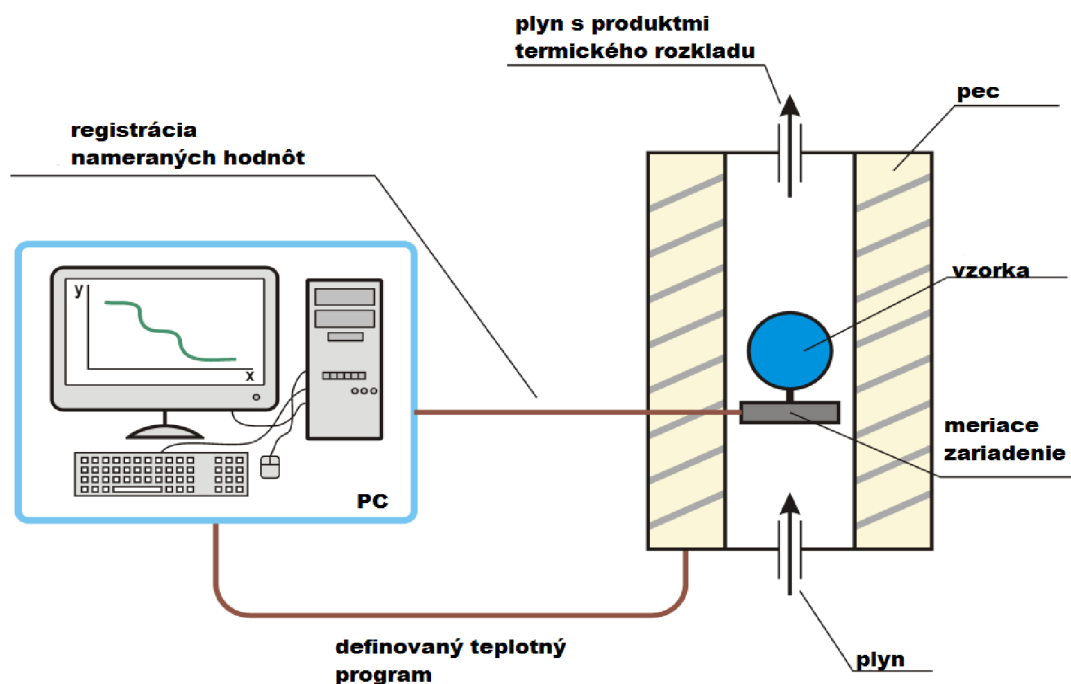 plyn s produktmi
termického rozkladu
pec
registrácia
nameraných hodnôt
y
x
vzorka
meriace
zariadenie
PC
definovaný teplotný
program
plyn